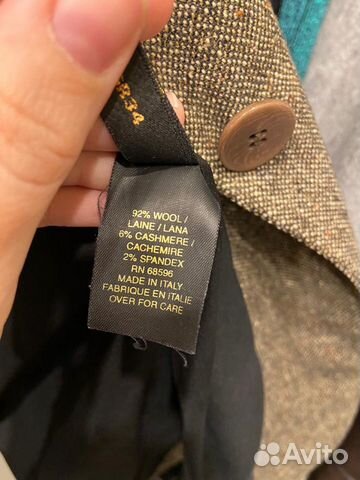 834
92% WOOL /
LAINE / LANA
6% CASHMERE /
CACHEMIRE
2% SPANDEX
RN 68596
MADE IN ITALY
FABRIQUE EN ITALIE
OVER FOR CARE
Avito